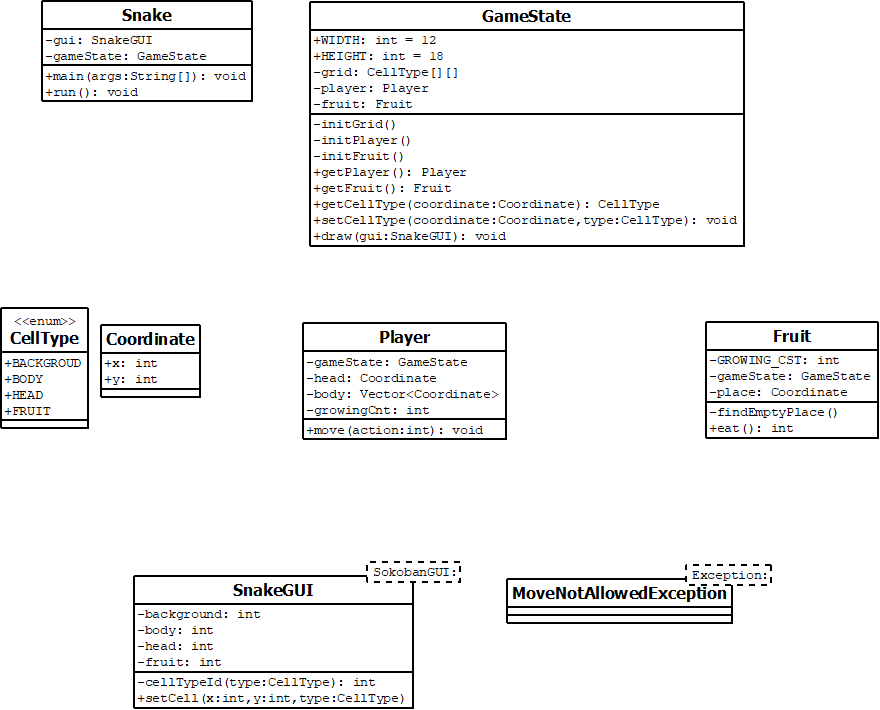 Snake
-gui: SnakeGUI
-gameState: GameState
+main(args:String[]): void
+run(): void
GameState
+WIDTH: int = 12
+HEIGHT: int = 18
-grid: CellType[][]
-player: Player
-fruit: Fruit
-initGrid()
-initPlayer()
-initFruit()
+getPlayer(): Player
+getFruit(): Fruit
+getCellType(coordinate:Coordinate): CellType
+setCellType(coordinate:Coordinate,type:CellType): void
+draw(gui:SnakeGUI): void
<<enum>>
CellType
+BACKGROUD
+BODY
+HEAD
+FRUIT
Coordinate
+x: int
+y: int
Player
-gameState: GameState
-head: Coordinate
-body: Vector<Coordinate>
-growingCnt: int
+move(action:int): void
Fruit
-GROWING_CST: int
-gameState: GameState
-place: Coordinate
-findEmptyPlace()
+eat(): int
SokobanGUI:
SnakeGUI
-background: int
-body: int
-head: int
-fruit: int
-cellTypeId(type:CellType): int
+setCell(x:int,y:int,type:CellType)
Exception:
MoveNotAllowedException